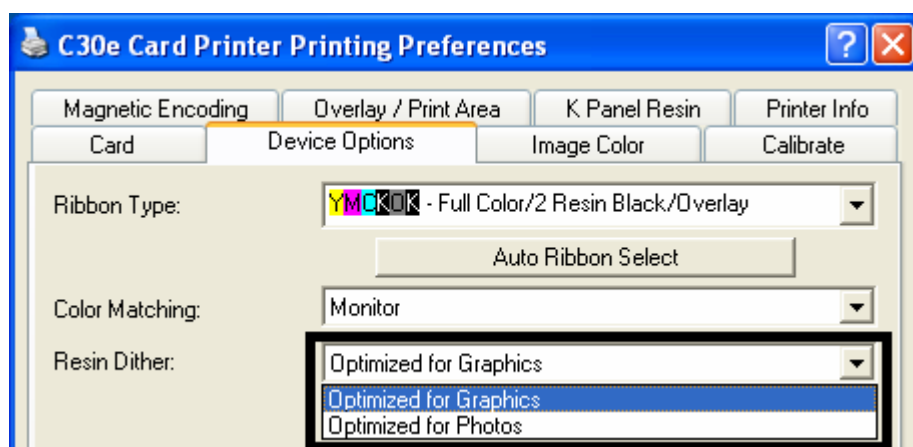 C30e Card Printer Printing Preferences
Magnetic Encoding Overlay / Print Area K Panel Resin Printer Info
Card Device Options Image Color Calibrate
Ribbon Type: YMCKOK - Full Color/2 Resin Black/Overlay
Auto Ribbon Select
Color Matching: Monitor
Resin Dither: Optimized for Graphics
Optimized for Graphics
Optimized for Photos